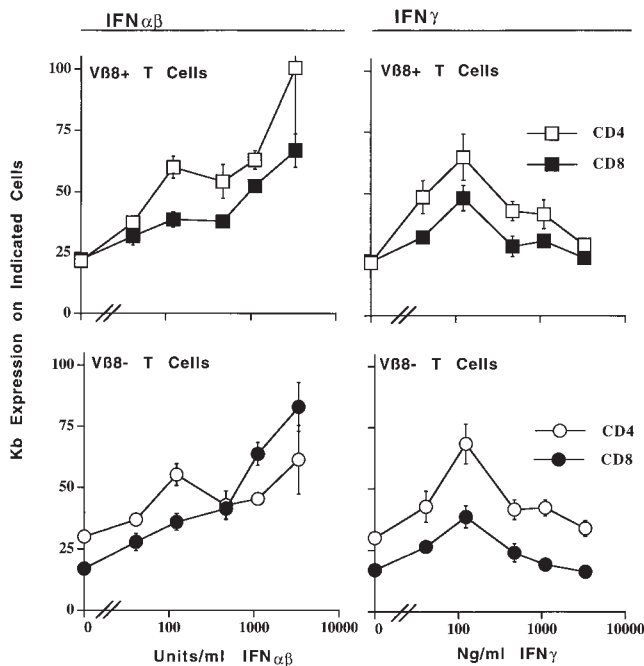 IFNαβ IFNγ
100 Vß8+ T Cells Vß8+ T Cells
75
CD4
CD8
50
25
0
Kb Expression on Indicated Cells
100 Vß8- T Cells Vß8- T Cells
75
CD4
CD8
50
25
0
0 100 1000 10000 0 100 1000 10000
Units/ml IFNαβ Ng/ml IFNγ